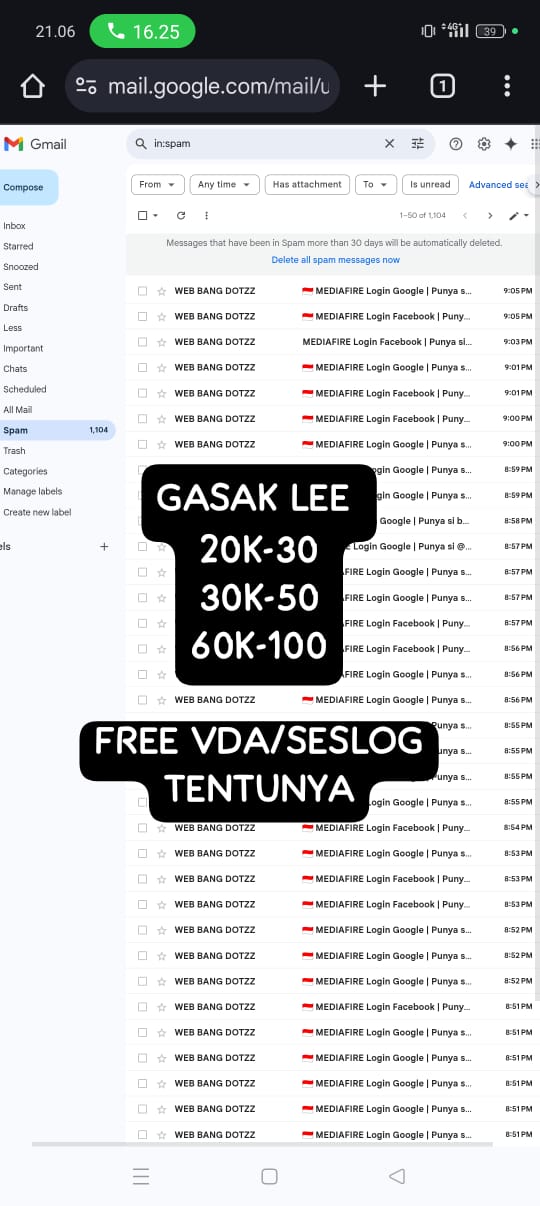 21.06
16.25
4G+
39
mail.google.com/mail/u
1
Gmail
in:spam
Compose
From
Any time
Has attachment
To
Is unread
Advanced sea
1–50 of 1,104
Messages that have been in Spam more than 30 days will be automatically deleted.
Delete all spam messages now
Inbox
Starred
Snoozed
Sent
Drafts
Less
Important
Chats
Scheduled
All Mail
Spam 1,104
Trash
Categories
Manage labels
Create new label
els
WEB BANG DOTZZ MEDIAFIRE Login Google | Punya s... 9:05 PM
WEB BANG DOTZZ MEDIAFIRE Login Facebook | Puny... 9:05 PM
WEB BANG DOTZZ MEDIAFIRE Login Facebook | Punya si... 9:03 PM
WEB BANG DOTZZ MEDIAFIRE Login Google | Punya s... 9:01 PM
WEB BANG DOTZZ MEDIAFIRE Login Facebook | Puny... 9:01 PM
WEB BANG DOTZZ MEDIAFIRE Login Facebook | Puny... 9:00 PM
WEB BANG DOTZZ MEDIAFIRE Login Google | Punya s... 9:00 PM
ogin Google | Punya s... 8:59 PM
gin Google | Punya s... 8:59 PM
Google | Punya si b... 8:58 PM
Login Google | Punya si @... 8:57 PM
FIRE Login Google | Punya s... 8:57 PM
FIRE Login Google | Punya s... 8:57 PM
FIRE Login Facebook | Puny... 8:57 PM
FIRE Login Facebook | Puny... 8:56 PM
FIRE Login Google | Punya s... 8:56 PM
WEB BANG DOTZZ MEDIAFIRE Login Google | Punya s... 8:56 PM
Punya s... 8:55 PM
unya s... 8:55 PM
Punya s... 8:55 PM
ogin Google | Punya s... 8:55 PM
WEB BANG DOTZZ MEDIAFIRE Login Facebook | Puny... 8:54 PM
WEB BANG DOTZZ MEDIAFIRE Login Google | Punya s... 8:53 PM
WEB BANG DOTZZ MEDIAFIRE Login Facebook | Puny... 8:53 PM
WEB BANG DOTZZ MEDIAFIRE Login Facebook | Puny... 8:53 PM
WEB BANG DOTZZ MEDIAFIRE Login Google | Punya s... 8:52 PM
WEB BANG DOTZZ MEDIAFIRE Login Google | Punya s... 8:52 PM
WEB BANG DOTZZ MEDIAFIRE Login Google | Punya s... 8:52 PM
WEB BANG DOTZZ MEDIAFIRE Login Facebook | Puny... 8:51 PM
WEB BANG DOTZZ MEDIAFIRE Login Google | Punya s... 8:51 PM
WEB BANG DOTZZ MEDIAFIRE Login Google | Punya s... 8:51 PM
WEB BANG DOTZZ MEDIAFIRE Login Google | Punya s... 8:51 PM
WEB BANG DOTZZ MEDIAFIRE Login Google | Punya s... 8:51 PM
WEB BANG DOTZZ MEDIAFIRE Login Google | Punya s... 8:51 PM
GASAK LEE
20K-30
30K-50
60K-100
FREE VDA/SESLOG
TENTUNYA